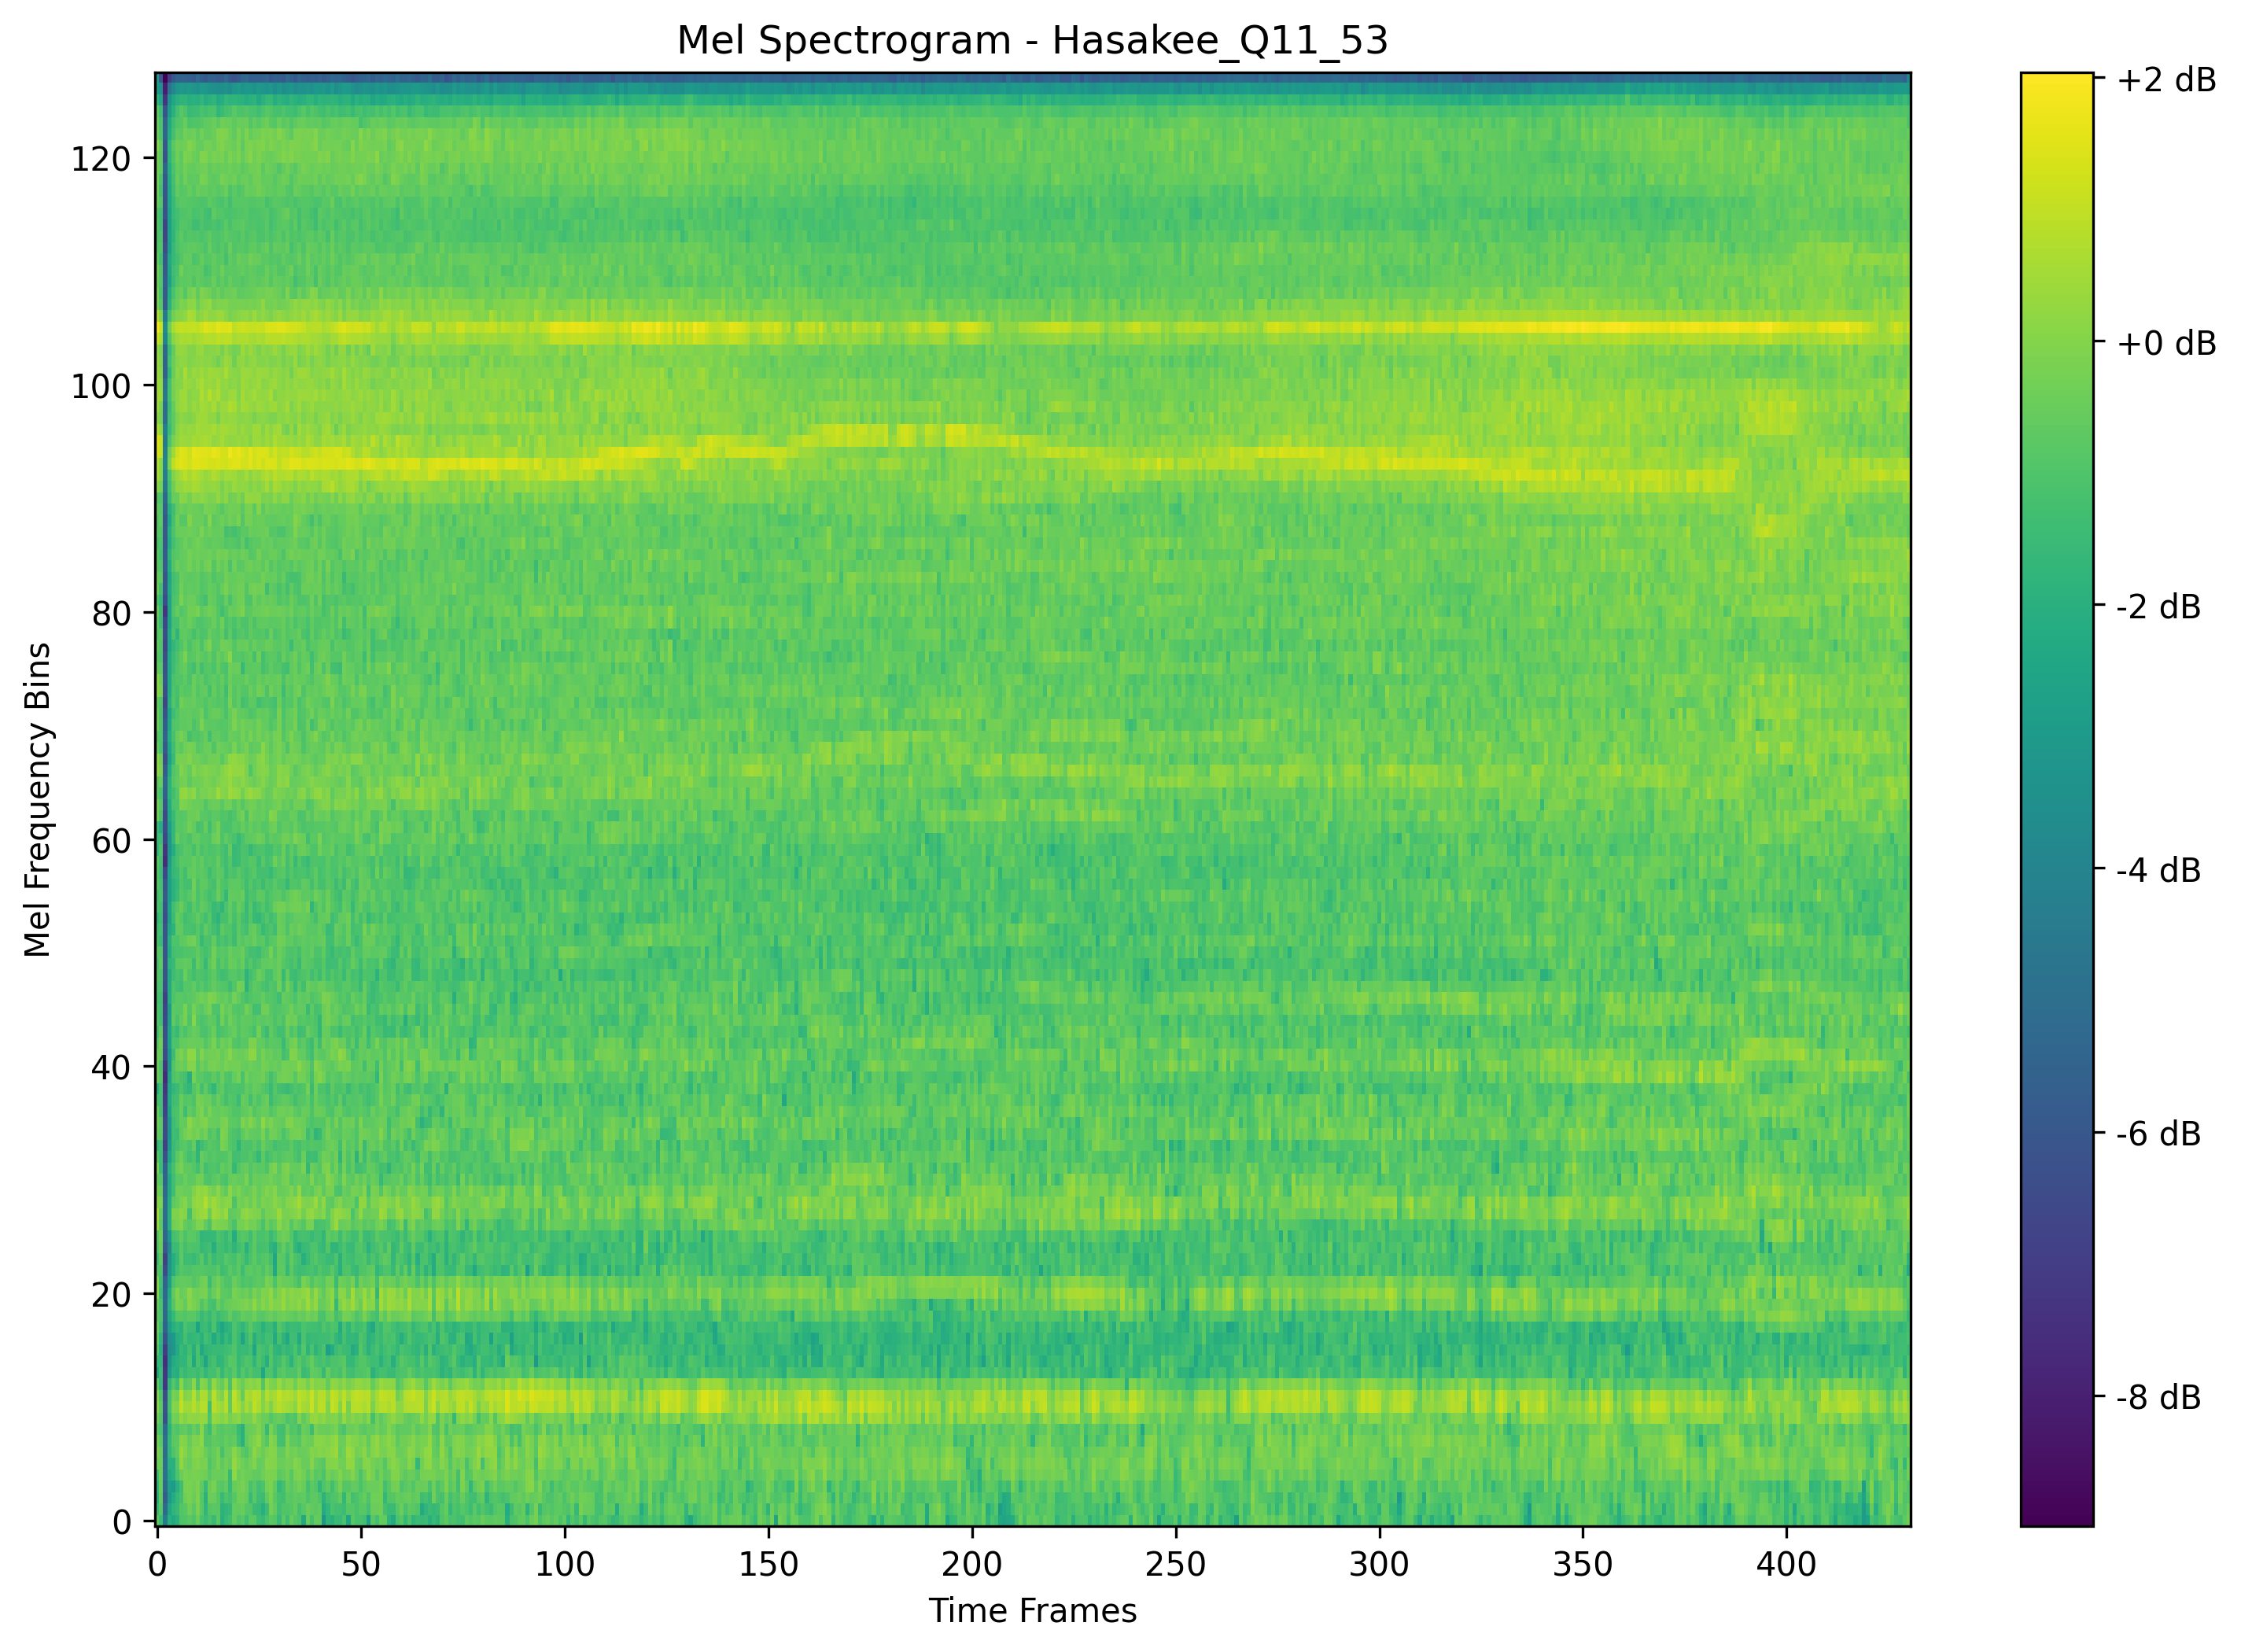 Mel Spectrogram - Hasakee_Q11_53
Mel Frequency Bins
120
100
80
60
40
20
0
0 50 100 150 200 250 300 350 400
Time Frames
+2 dB
+0 dB
-2 dB
-4 dB
-6 dB
-8 dB